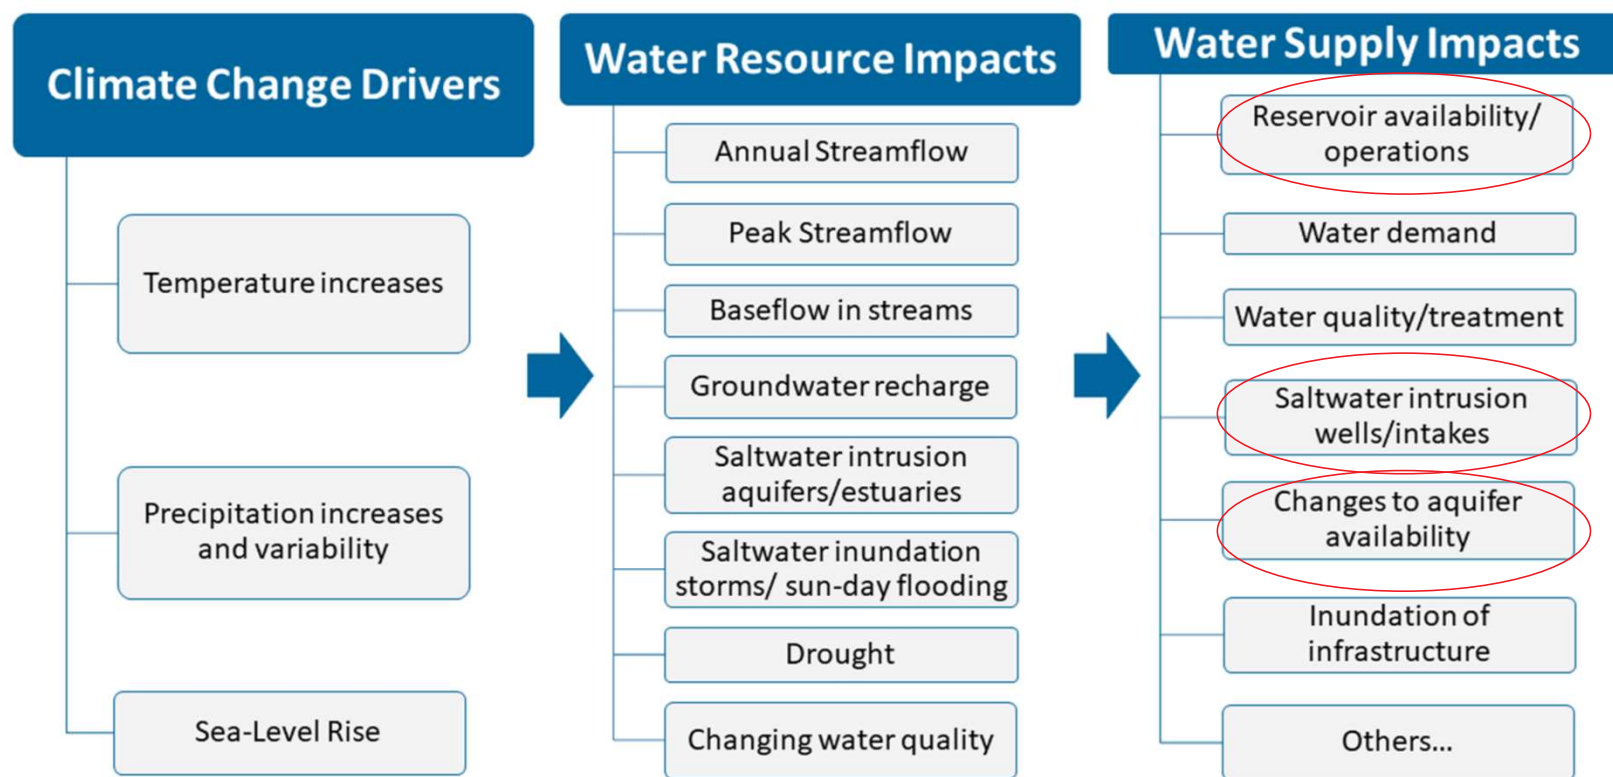 Climate Change Drivers
Temperature increases
Precipitation increases
and variability
Sea-Level Rise
Water Resource Impacts
Annual Streamflow
Peak Streamflow
Baseflow in streams
Groundwater recharge
Saltwater intrusion
aquifers/estuaries
Saltwater inundation
storms/ sun-day flooding
Drought
Changing water quality
Water Supply Impacts
Reservoir availability/
operations
Water demand
Water quality/treatment
Saltwater intrusion
wells/intakes
Changes to aquifer
availability
Inundation of
infrastructure
Others...